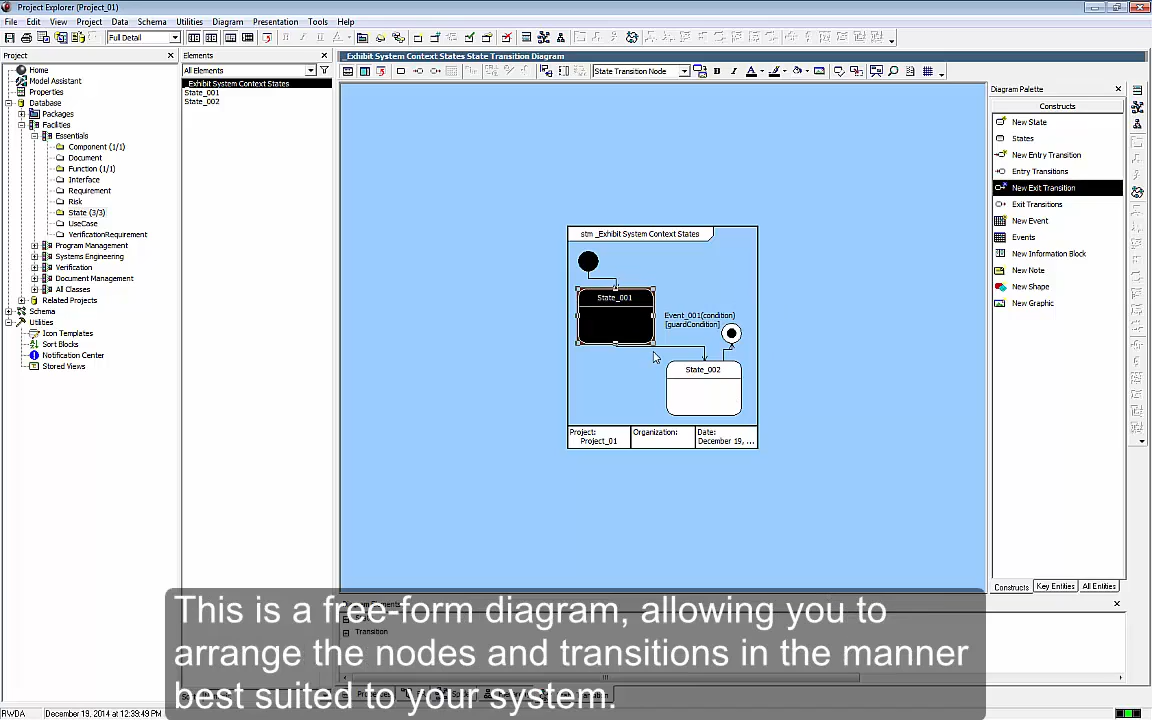 Project Explorer (Project_01)
File Edit View Project Data Schema Utilities Diagram Presentation Tools Help
Full Detail
Project
Home
Model Assistant
Properties
Database
Packages
Facilities
Essentials
Component (1/1)
Document
Function (1/1)
Interface
Requirement
Risk
State (3/3)
UseCase
VerificationRequirement
Program Management
Systems Engineering
Verification
Document Management
All Classes
Related Projects
Schema
Utilities
Icon Templates
Sort Blocks
Notification Center
Stored Views
Elements
All Elements
_Exhibit System Context States
State_001
State_002
_Exhibit System Context States State Transition Diagram
State Transition Node
stm _Exhibit System Context States
State_001
Event_001(condition)
[guardCondition]
State_002
Project:
Project_01
Organization:
Date:
December 19, ...
Diagram Palette
Constructs
New State
States
New Entry Transition
Entry Transitions
New Exit Transition
Exit Transitions
New Event
Events
New Information Block
New Note
New Shape
New Graphic
Constructs Key Entities All Entities
Transition
This is a free-form diagram, allowing you to
arrange the nodes and transitions in the manner
best suited to your system.
RWDA December 19, 2014 at 12:39:49 PM